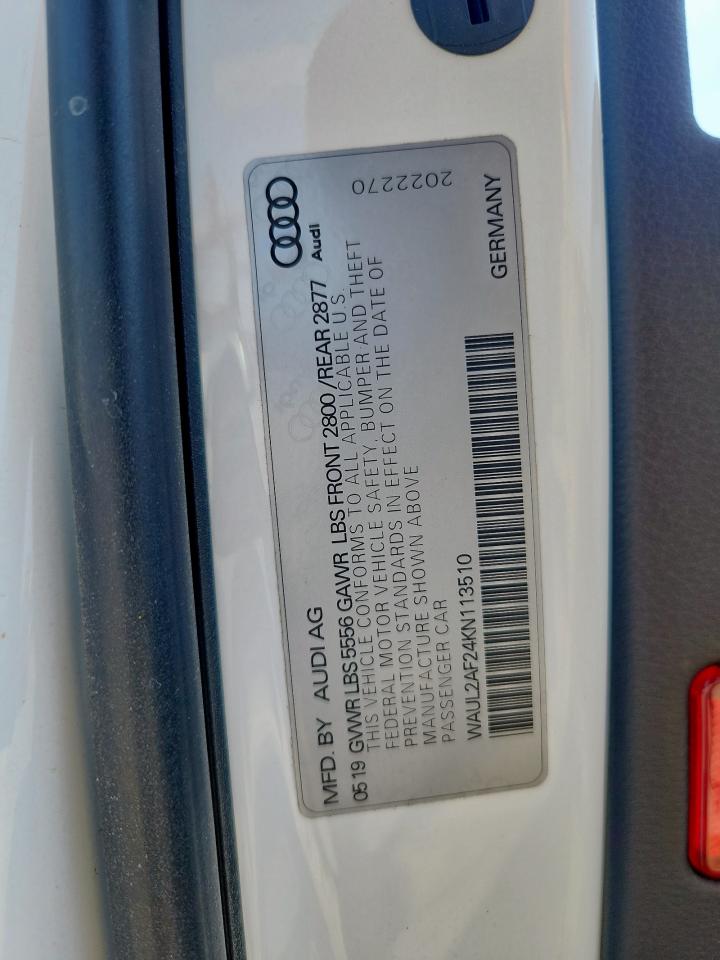 MFD. BY AUDI AG
Audi
0519 GVWR LBS 5556 GAWR LBS FRONT 2800 / REAR 2877
THIS VEHICLE CONFORMS TO ALL APPLICABLE U.S.
FEDERAL MOTOR VEHICLE SAFETY, BUMPER AND THEFT
PREVENTION STANDARDS IN EFFECT ON THE DATE OF
MANUFACTURE SHOWN ABOVE
PASSENGER CAR
2022270
WAUL2AF24KN113510
GERMANY